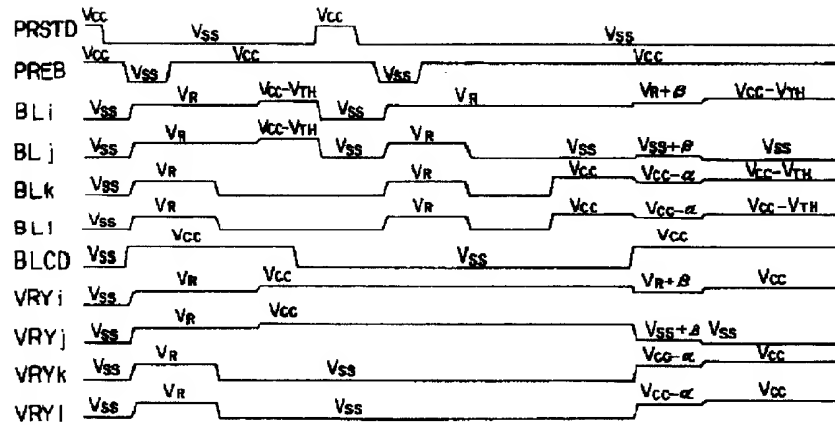 PRSTD VCC VSS VCC VSS
PREB VCC VSS VCC VSS VCC
BLi VSS VR VCC-VTH VSS VR VR+β VCC-VTH
BLj VSS VR VCC-VTH VSS VR VSS VSS+β VSS
BLk VSS VR VR VCC VCC-α VCC-VTH
BLl VSS VR VR VCC VCC-α VCC-VTH
BLCD VSS VCC VSS VCC
VRYi VSS VR VCC VR+β VCC
VRYj VSS VR VCC VSS+β VSS
VRYk VSS VR VSS VCC-α VCC
VRYl VSS VR VSS VCC-α VCC